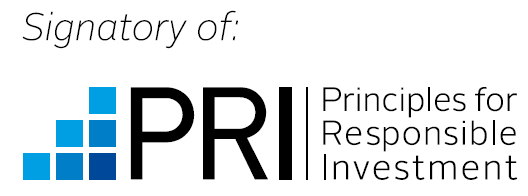 Signatory of:
PRI
Principles for
Responsible
Investment